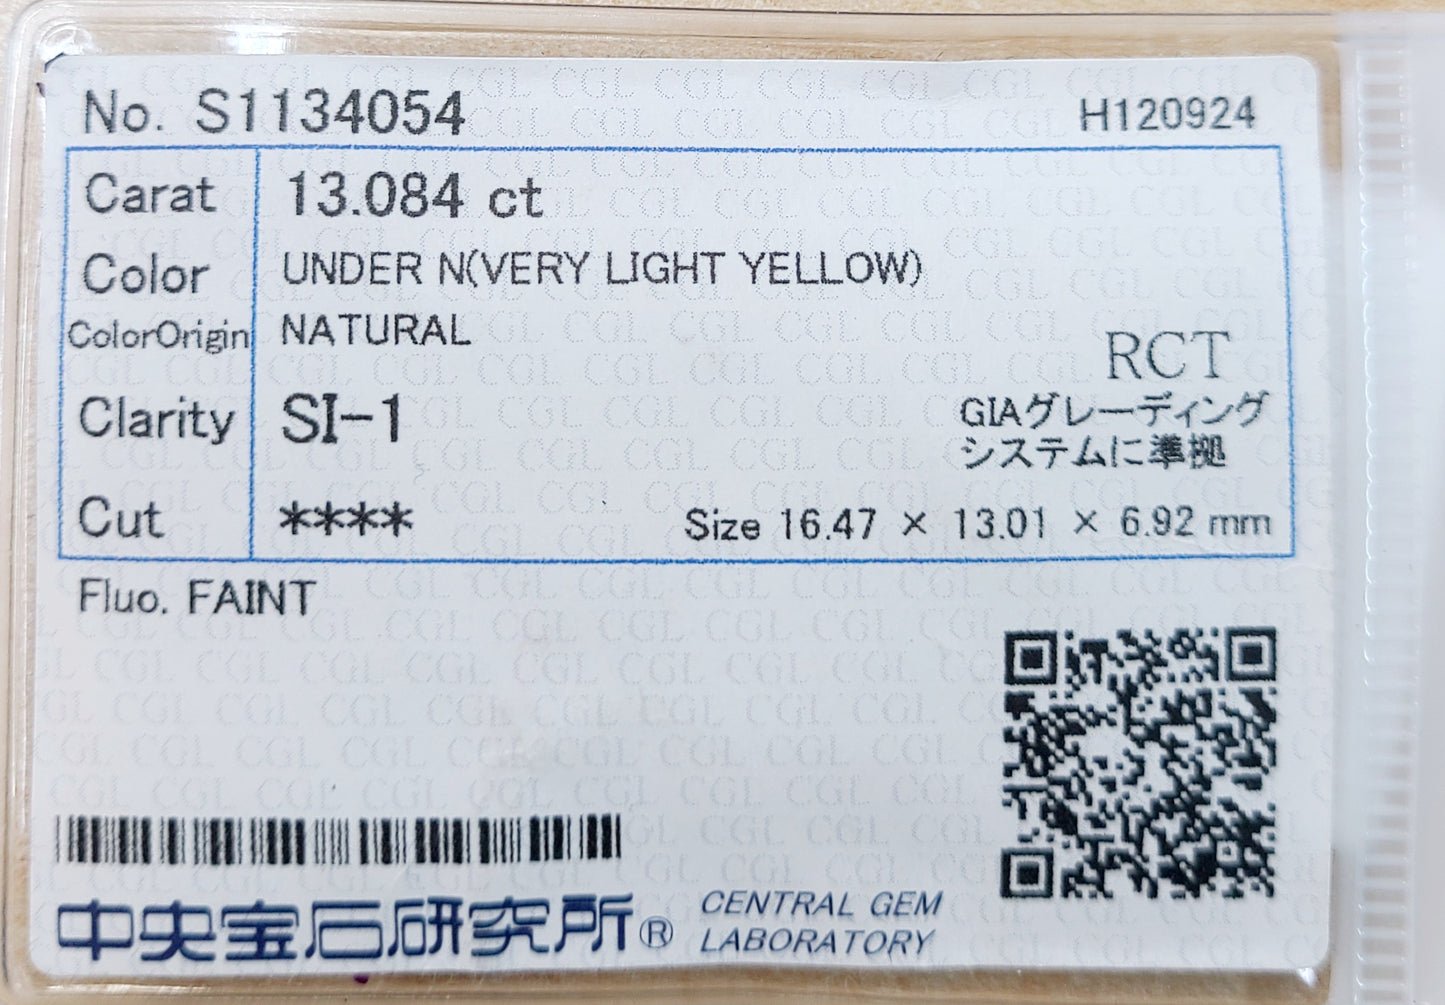 No. S1134054 H120924
Carat 13.084 ct
Color UNDER N(VERY LIGHT YELLOW)
ColorOrigin NATURAL
RCT
Clarity SI-1
GIAグレーディング
システムに準拠
Cut **** Size 16.47 × 13.01 × 6.92 mm
Fluo. FAINT
中央宝石研究所® CENTRAL GEM
LABORATORY